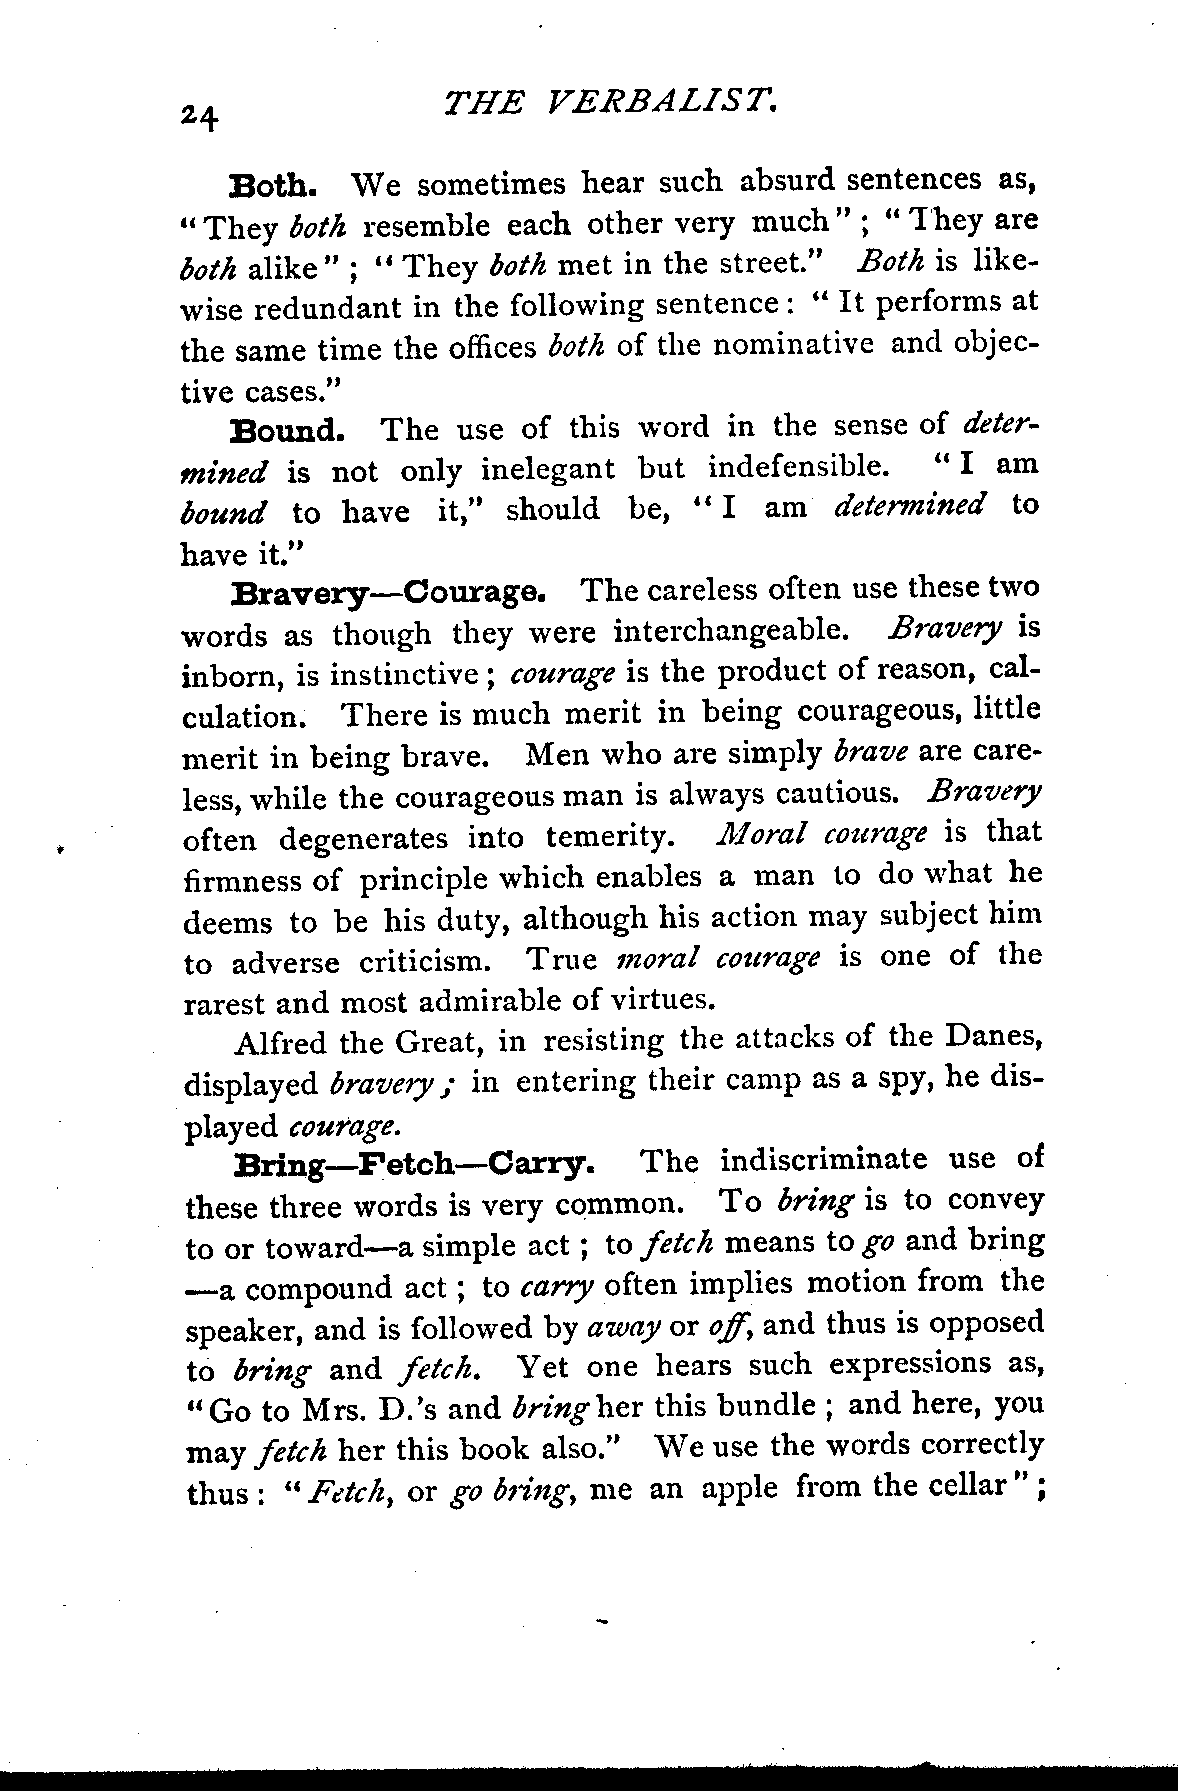 24
THE VERBALIST.
Both. We sometimes hear such absurd sentences as,
"They both resemble each other very much"; "They are
both alike"; "They both met in the street." Both is like-
wise redundant in the following sentence: "It performs at
the same time the offices both of the nominative and objec-
tive cases."
Bound. The use of this word in the sense of deter-
mined is not only inelegant but indefensible. "I am
bound to have it," should be, "I am determined to
have it."
Bravery—Courage. The careless often use these two
words as though they were interchangeable. Bravery is
inborn, is instinctive; courage is the product of reason, cal-
culation. There is much merit in being courageous, little
merit in being brave. Men who are simply brave are care-
less, while the courageous man is always cautious. Bravery
often degenerates into temerity. Moral courage is that
firmness of principle which enables a man to do what he
deems to be his duty, although his action may subject him
to adverse criticism. True moral courage is one of the
rarest and most admirable of virtues.
Alfred the Great, in resisting the attacks of the Danes,
displayed bravery; in entering their camp as a spy, he dis-
played courage.
Bring—Fetch—Carry. The indiscriminate use of
these three words is very common. To bring is to convey
to or toward—a simple act; to fetch means to go and bring
—a compound act; to carry often implies motion from the
speaker, and is followed by away or off, and thus is opposed
to bring and fetch. Yet one hears such expressions as,
"Go to Mrs. D.'s and bring her this bundle; and here, you
may fetch her this book also." We use the words correctly
thus: "Fetch, or go bring, me an apple from the cellar";